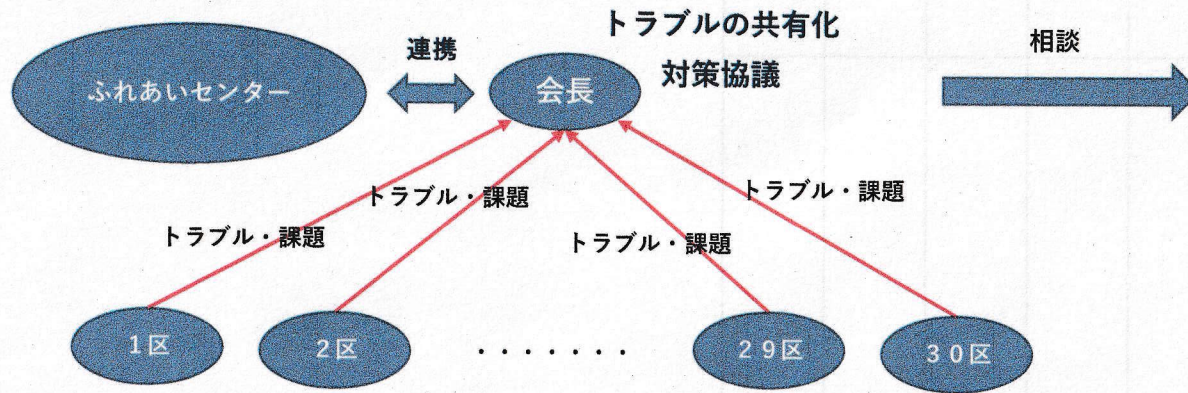 トラブルの共有化
連携
相談
ふれあいセンター
会長
対策協議
トラブル・課題
トラブル・課題
トラブル・課題
トラブル・課題
1区
2区
・・・・・・・
29区
30区